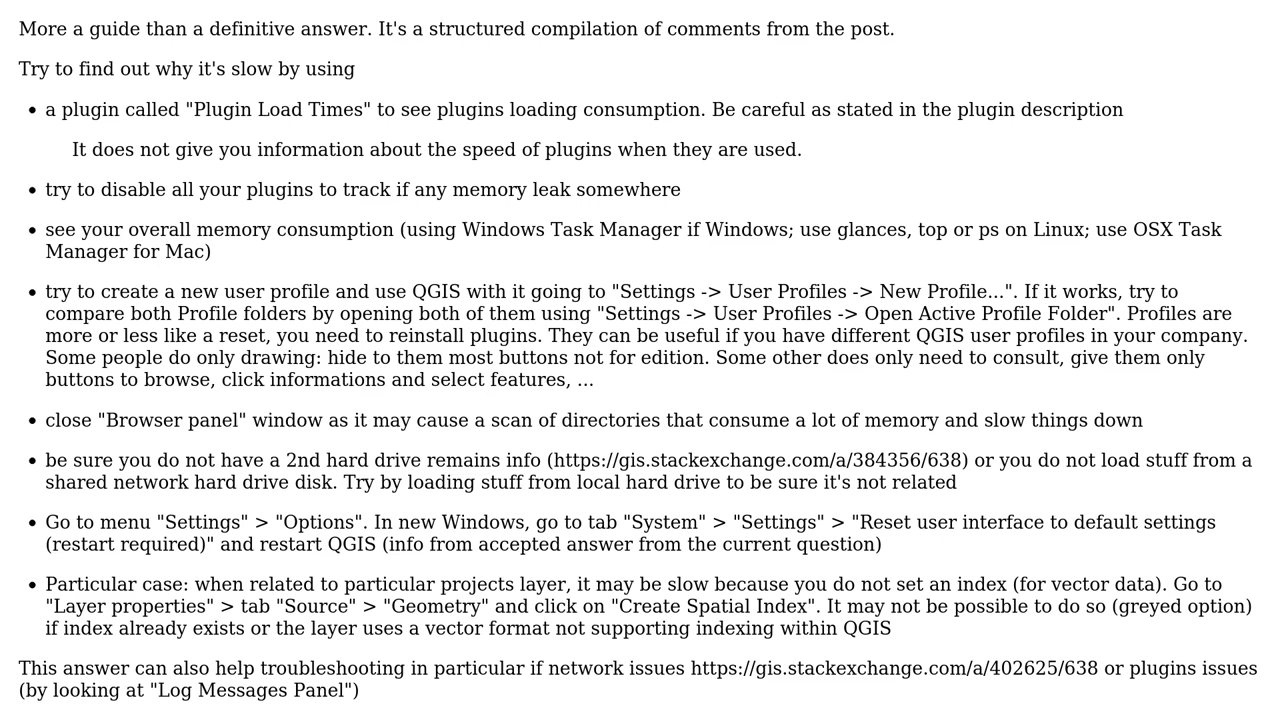 More a guide than a definitive answer. It's a structured compilation of comments from the post.
Try to find out why it's slow by using
• a plugin called "Plugin Load Times" to see plugins loading consumption. Be careful as stated in the plugin description
It does not give you information about the speed of plugins when they are used.
• try to disable all your plugins to track if any memory leak somewhere
• see your overall memory consumption (using Windows Task Manager if Windows; use glances, top or ps on Linux; use OSX Task
Manager for Mac)
• try to create a new user profile and use QGIS with it going to "Settings -> User Profiles -> New Profile...". If it works, try to
compare both Profile folders by opening both of them using "Settings -> User Profiles -> Open Active Profile Folder". Profiles are
more or less like a reset, you need to reinstall plugins. They can be useful if you have different QGIS user profiles in your company.
Some people do only drawing: hide to them most buttons not for edition. Some other does only need to consult, give them only
buttons to browse, click informations and select features, ...
• close "Browser panel" window as it may cause a scan of directories that consume a lot of memory and slow things down
• be sure you do not have a 2nd hard drive remains info (https://gis.stackexchange.com/a/384356/638) or you do not load stuff from a
shared network hard drive disk. Try by loading stuff from local hard drive to be sure it's not related
• Go to menu "Settings" > "Options". In new Windows, go to tab "System" > "Settings" > "Reset user interface to default settings
(restart required)" and restart QGIS (info from accepted answer from the current question)
• Particular case: when related to particular projects layer, it may be slow because you do not set an index (for vector data). Go to
"Layer properties" > tab "Source" > "Geometry" and click on "Create Spatial Index". It may not be possible to do so (greyed option)
if index already exists or the layer uses a vector format not supporting indexing within QGIS
This answer can also help troubleshooting in particular if network issues https://gis.stackexchange.com/a/402625/638 or plugins issues
(by looking at "Log Messages Panel")